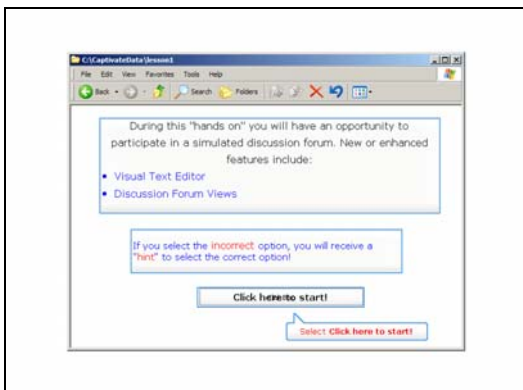 C:\CaptivateData\lesson1
File Edit View Favorites Tools Help
Back Search Folders
During this "hands on" you will have an opportunity to
participate in a simulated discussion forum. New or enhanced
features include:
• Visual Text Editor
• Discussion Forum Views
If you select the incorrect option, you will receive a
"hint" to select the correct option!
Click here to start!
Select Click here to start!